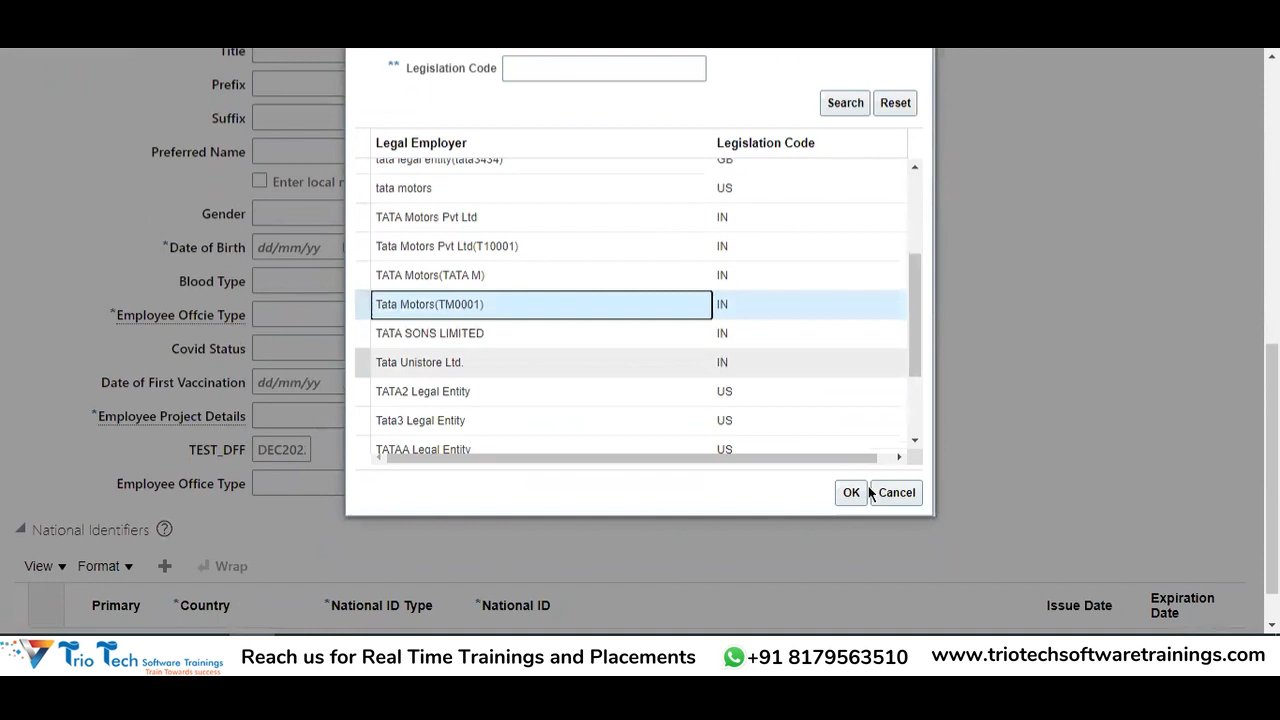 Title
** Legislation Code
Prefix
Search Reset
Suffix
Legal Employer Legislation Code
Preferred Name
tata legal entity(tata3434) GB
Enter local n
tata motors US
Gender
TATA Motors Pvt Ltd IN
*Date of Birth dd/mm/yy
Tata Motors Pvt Ltd(T10001) IN
Blood Type
TATA Motors(TATA M) IN
*Employee Offcie Type
Tata Motors(TM0001) IN
Covid Status
TATA SONS LIMITED IN
Date of First Vaccination dd/mm/yy
Tata Unistore Ltd. IN
TATA2 Legal Entity US
*Employee Project Details
Tata3 Legal Entity US
TEST_DFF DEC202.
TATAA Legal Entity US
Employee Office Type
OK Cancel
National Identifiers ?
View Format + Wrap
Primary *Country *National ID Type *National ID Issue Date Expiration Date
Trio Tech Software Trainings
Train Towards success
Reach us for Real Time Trainings and Placements +91 8179563510 www.triotechsoftwaretrainings.com